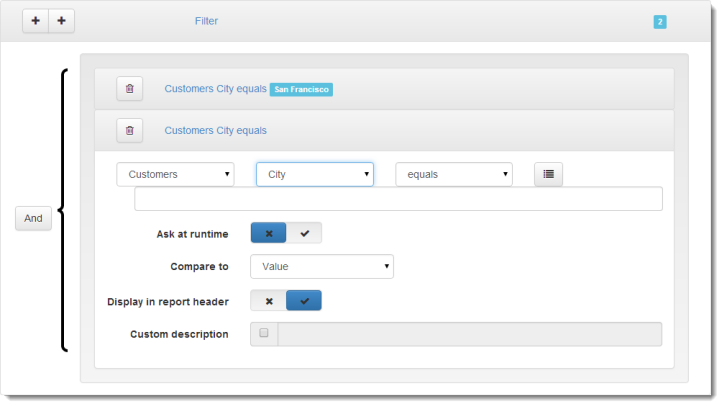 Filter 2
Customers City equals San Francisco
Customers City equals
Customers City equals
And
Ask at runtime
Compare to Value
Display in report header
Custom description